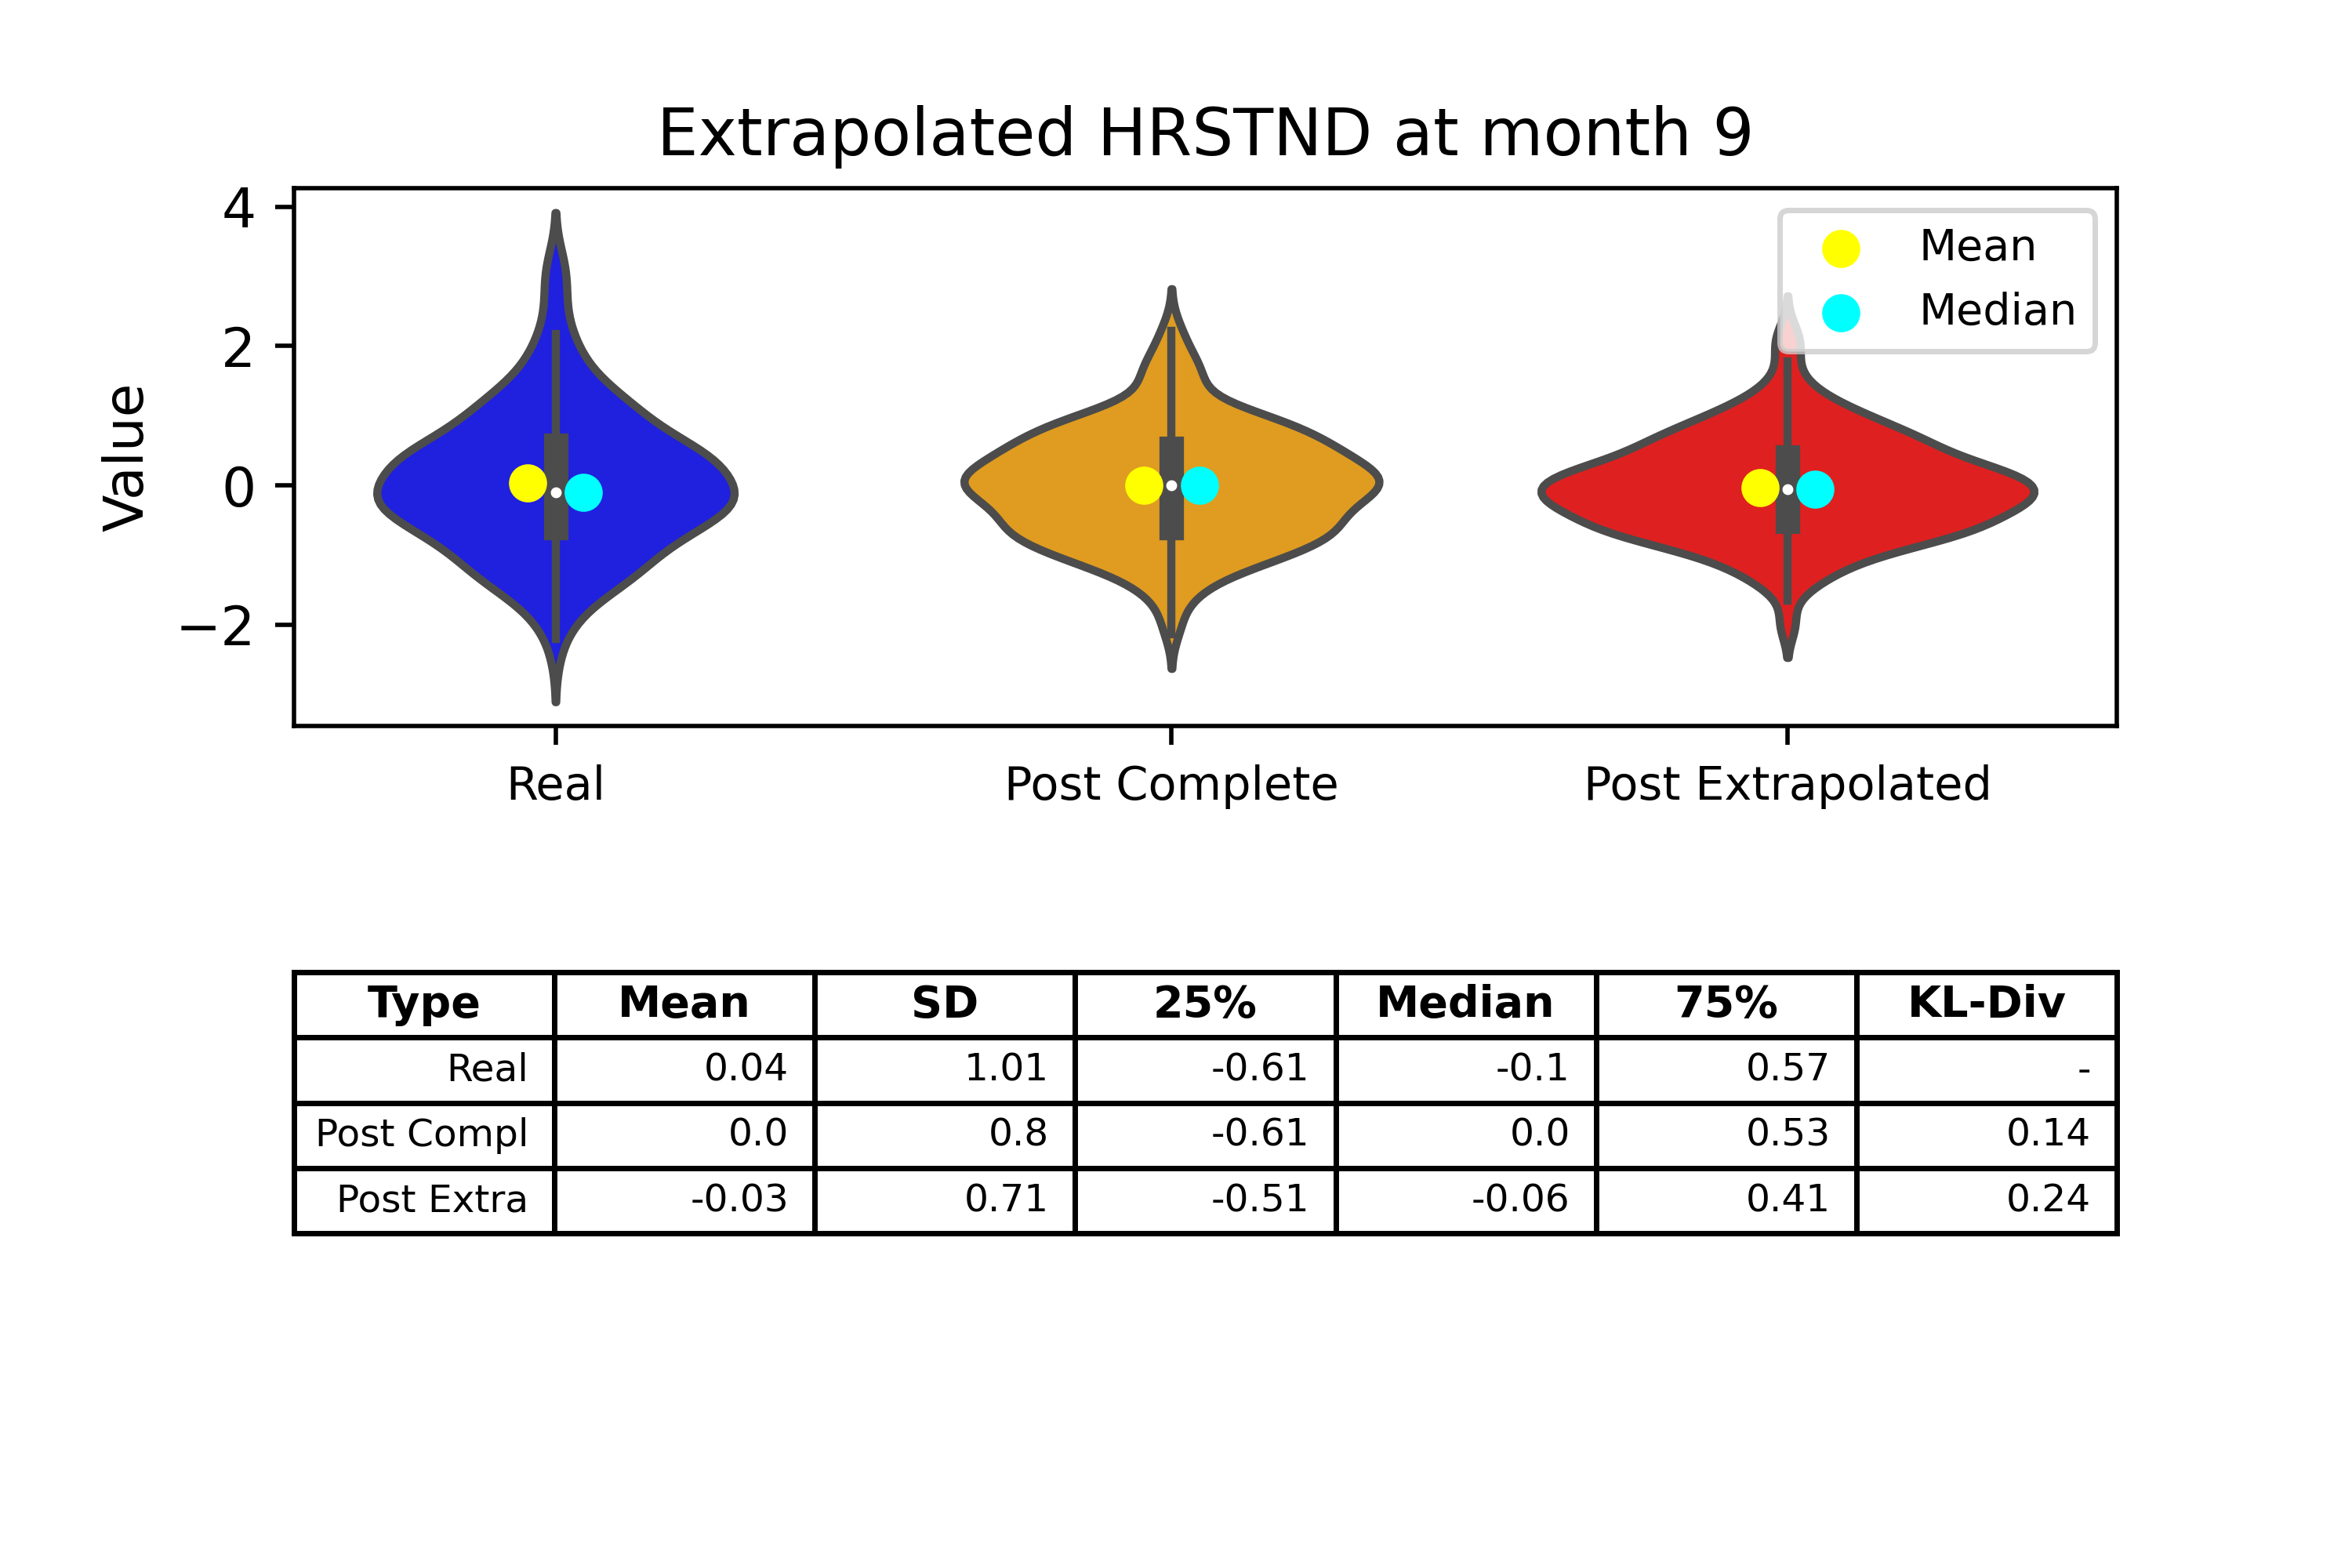 Extrapolated HRSTND at month 9
4
2
0
−2
Value
Mean
Median
Real Post Complete Post Extrapolated
Type Mean SD 25% Median 75% KL-Div
Real 0.04 1.01 -0.61 -0.1 0.57 -
Post Compl 0.0 0.8 -0.61 0.0 0.53 0.14
Post Extra -0.03 0.71 -0.51 -0.06 0.41 0.24